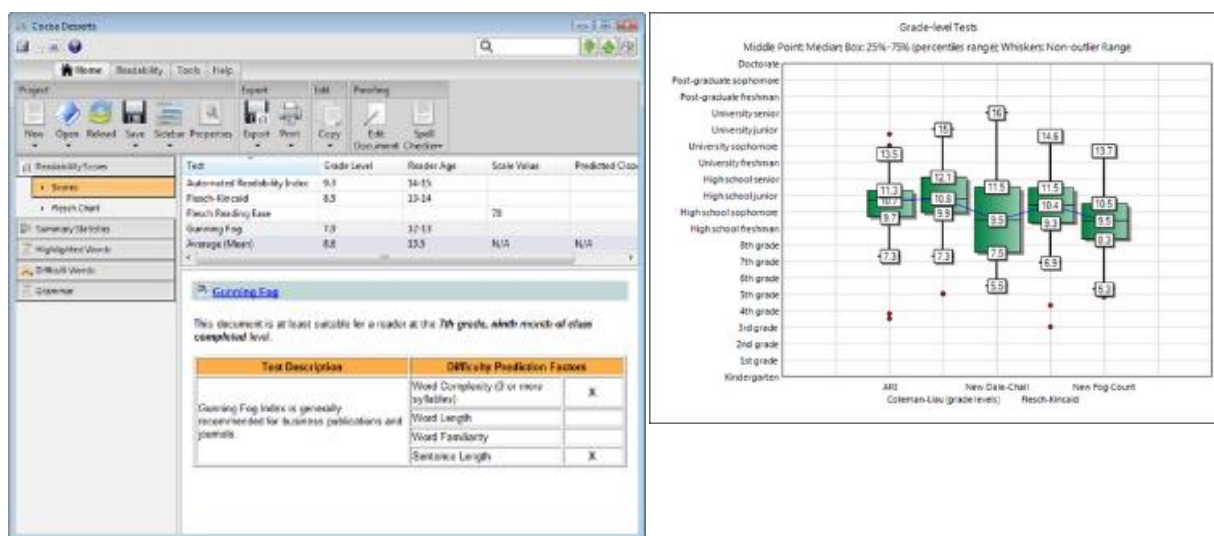 Cocoa Desserts
Home Readability Tools Help
Project Export Edit Proofing
New Open Reload Save Sidebar Properties Export Print Copy Edit Document Spell Checker
Readability Scores
Scores
Flesch Chart
Summary Statistics
Highlighted Words
Difficult Words
Grammar
Test Grade Level Reader Age Scale Value Predicted Cloze
Automated Readability Index 9.3 14-15
Flesch-Kincaid 8.5 13-14
Flesch Reading Ease 70
Gunning Fog 7.9 12-13
Average (Mean) 8.6 13.5 N/A N/A
Gunning Fog
This document is at least suitable for a reader at the 7th grade, ninth month of class
completed level.
Test Description Difficulty Prediction Factors
Gunning Fog Index is generally
recommended for business publications and
journals.
Word Complexity (3 or more
syllables) X
Word Length
Word Familiarity
Sentence Length X
Grade-level Tests
Middle Point: Median; Box: 25%-75% (percentiles range); Whiskers: Non-outlier Range
Doctorate
Post-graduate sophomore
Post-graduate freshman
University senior
University junior
University sophomore
University freshman
High school senior
High school junior
High school sophomore
High school freshman
8th grade
7th grade
6th grade
5th grade
4th grade
3rd grade
2nd grade
1st grade
Kindergarten
13.5
11.3
10.7
9.7
7.3
15
12.1
10.8
9.9
7.3
16
11.5
9.5
7.5
5.5
14.6
11.5
10.4
9.3
6.9
13.7
10.5
9.5
8.3
5.3
ARI New Dale-Chall New Fog Count
Coleman-Liau (grade levels) Flesch-Kincaid